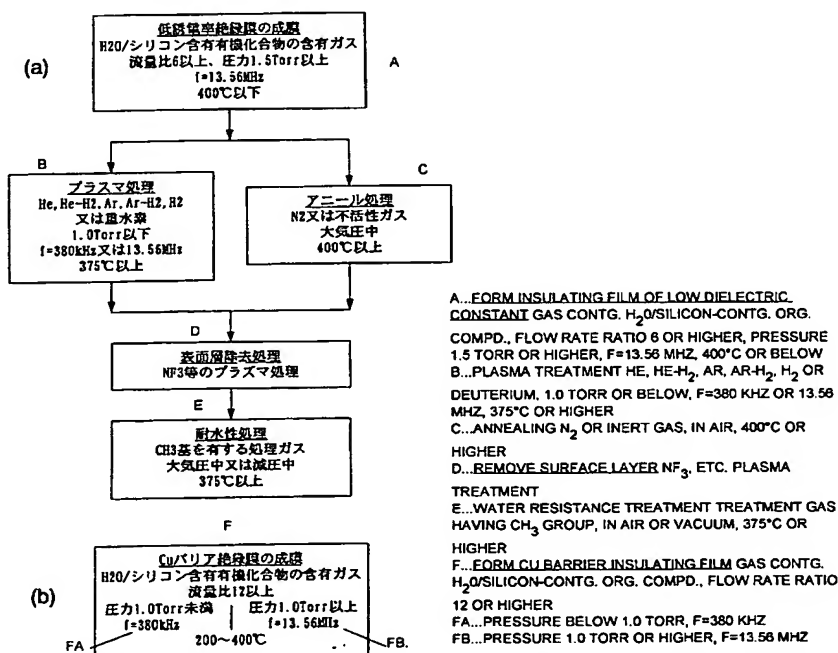 低誘電率絶縁膜の成膜
H2O/シリコン含有有機化合物の含有ガス
流量比6以上、圧力1.5Torr以上
f=13.56MHz
400℃以下
(a)
A
B
プラズマ処理
He, He-H2, Ar, Ar-H2, H2
又は重水素
1.0Torr以下
f=380kHz又は13.56MHz
375℃以上
C
アニール処理
N2又は不活性ガス
大気圧中
400℃以上
D
表面層除去処理
NF3等のプラズマ処理
E
耐水性処理
CH3基を有する処理ガス
大気圧中又は減圧中
375℃以上
F
(b)
Cuバリア絶縁膜の成膜
H2O/シリコン含有有機化合物の含有ガス
流量比12以上
圧力1.0Torr未満
f=380kHz
圧力1.0Torr以上
f=13.56MHz
200〜400℃
FA
FB.
A...FORM INSULATING FILM OF LOW DIELECTRIC
CONSTANT GAS CONTG. H2O/SILICON-CONTG. ORG.
COMPD., FLOW RATE RATIO 6 OR HIGHER, PRESSURE
1.5 TORR OR HIGHER, F=13.56 MHZ, 400°C OR BELOW
B...PLASMA TREATMENT HE, HE-H2, AR, AR-H2, H2 OR
DEUTERIUM, 1.0 TORR OR BELOW, F=380 KHZ OR 13.56
MHZ, 375°C OR HIGHER
C...ANNEALING N2 OR INERT GAS, IN AIR, 400°C OR
HIGHER
D...REMOVE SURFACE LAYER NF3, ETC. PLASMA
TREATMENT
E...WATER RESISTANCE TREATMENT TREATMENT GAS
HAVING CH3 GROUP, IN AIR OR VACUUM, 375°C OR
HIGHER
F...FORM CU BARRIER INSULATING FILM GAS CONTG.
H2O/SILICON-CONTG. ORG. COMPD., FLOW RATE RATIO
12 OR HIGHER
FA...PRESSURE BELOW 1.0 TORR, F=380 KHZ
FB...PRESSURE 1.0 TORR OR HIGHER, F=13.56 MHZ